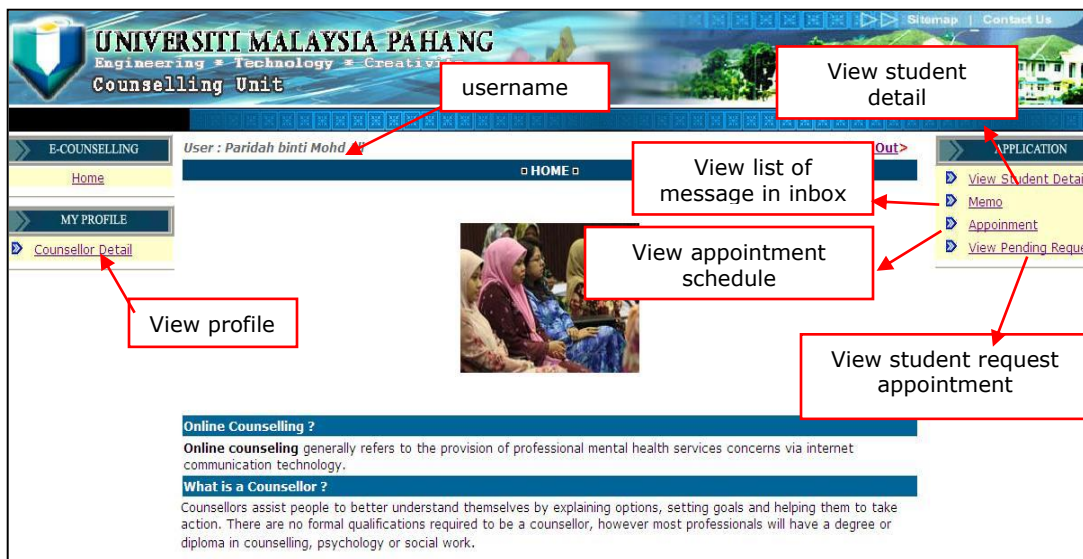 Sitemap | Contact Us
UNIVERSITI MALAYSIA PAHANG
Engineering * Technology * Creativity
Counselling Unit
username
View student
detail
E-COUNSELLING
Home
MY PROFILE
Counsellor Detail
View profile
User : Paridah binti Mohd
Out>
¤ HOME ¤
View list of
message in inbox
View appointment
schedule
APPLICATION
View Student Detai
Memo
Appoinment
View Pending Reque
View student request
appointment
Online Counselling ?
Online counseling generally refers to the provision of professional mental health services concerns via internet
communication technology.
What is a Counsellor ?
Counsellors assist people to better understand themselves by explaining options, setting goals and helping them to take
action. There are no formal qualifications required to be a counsellor, however most professionals will have a degree or
diploma in counselling, psychology or social work.